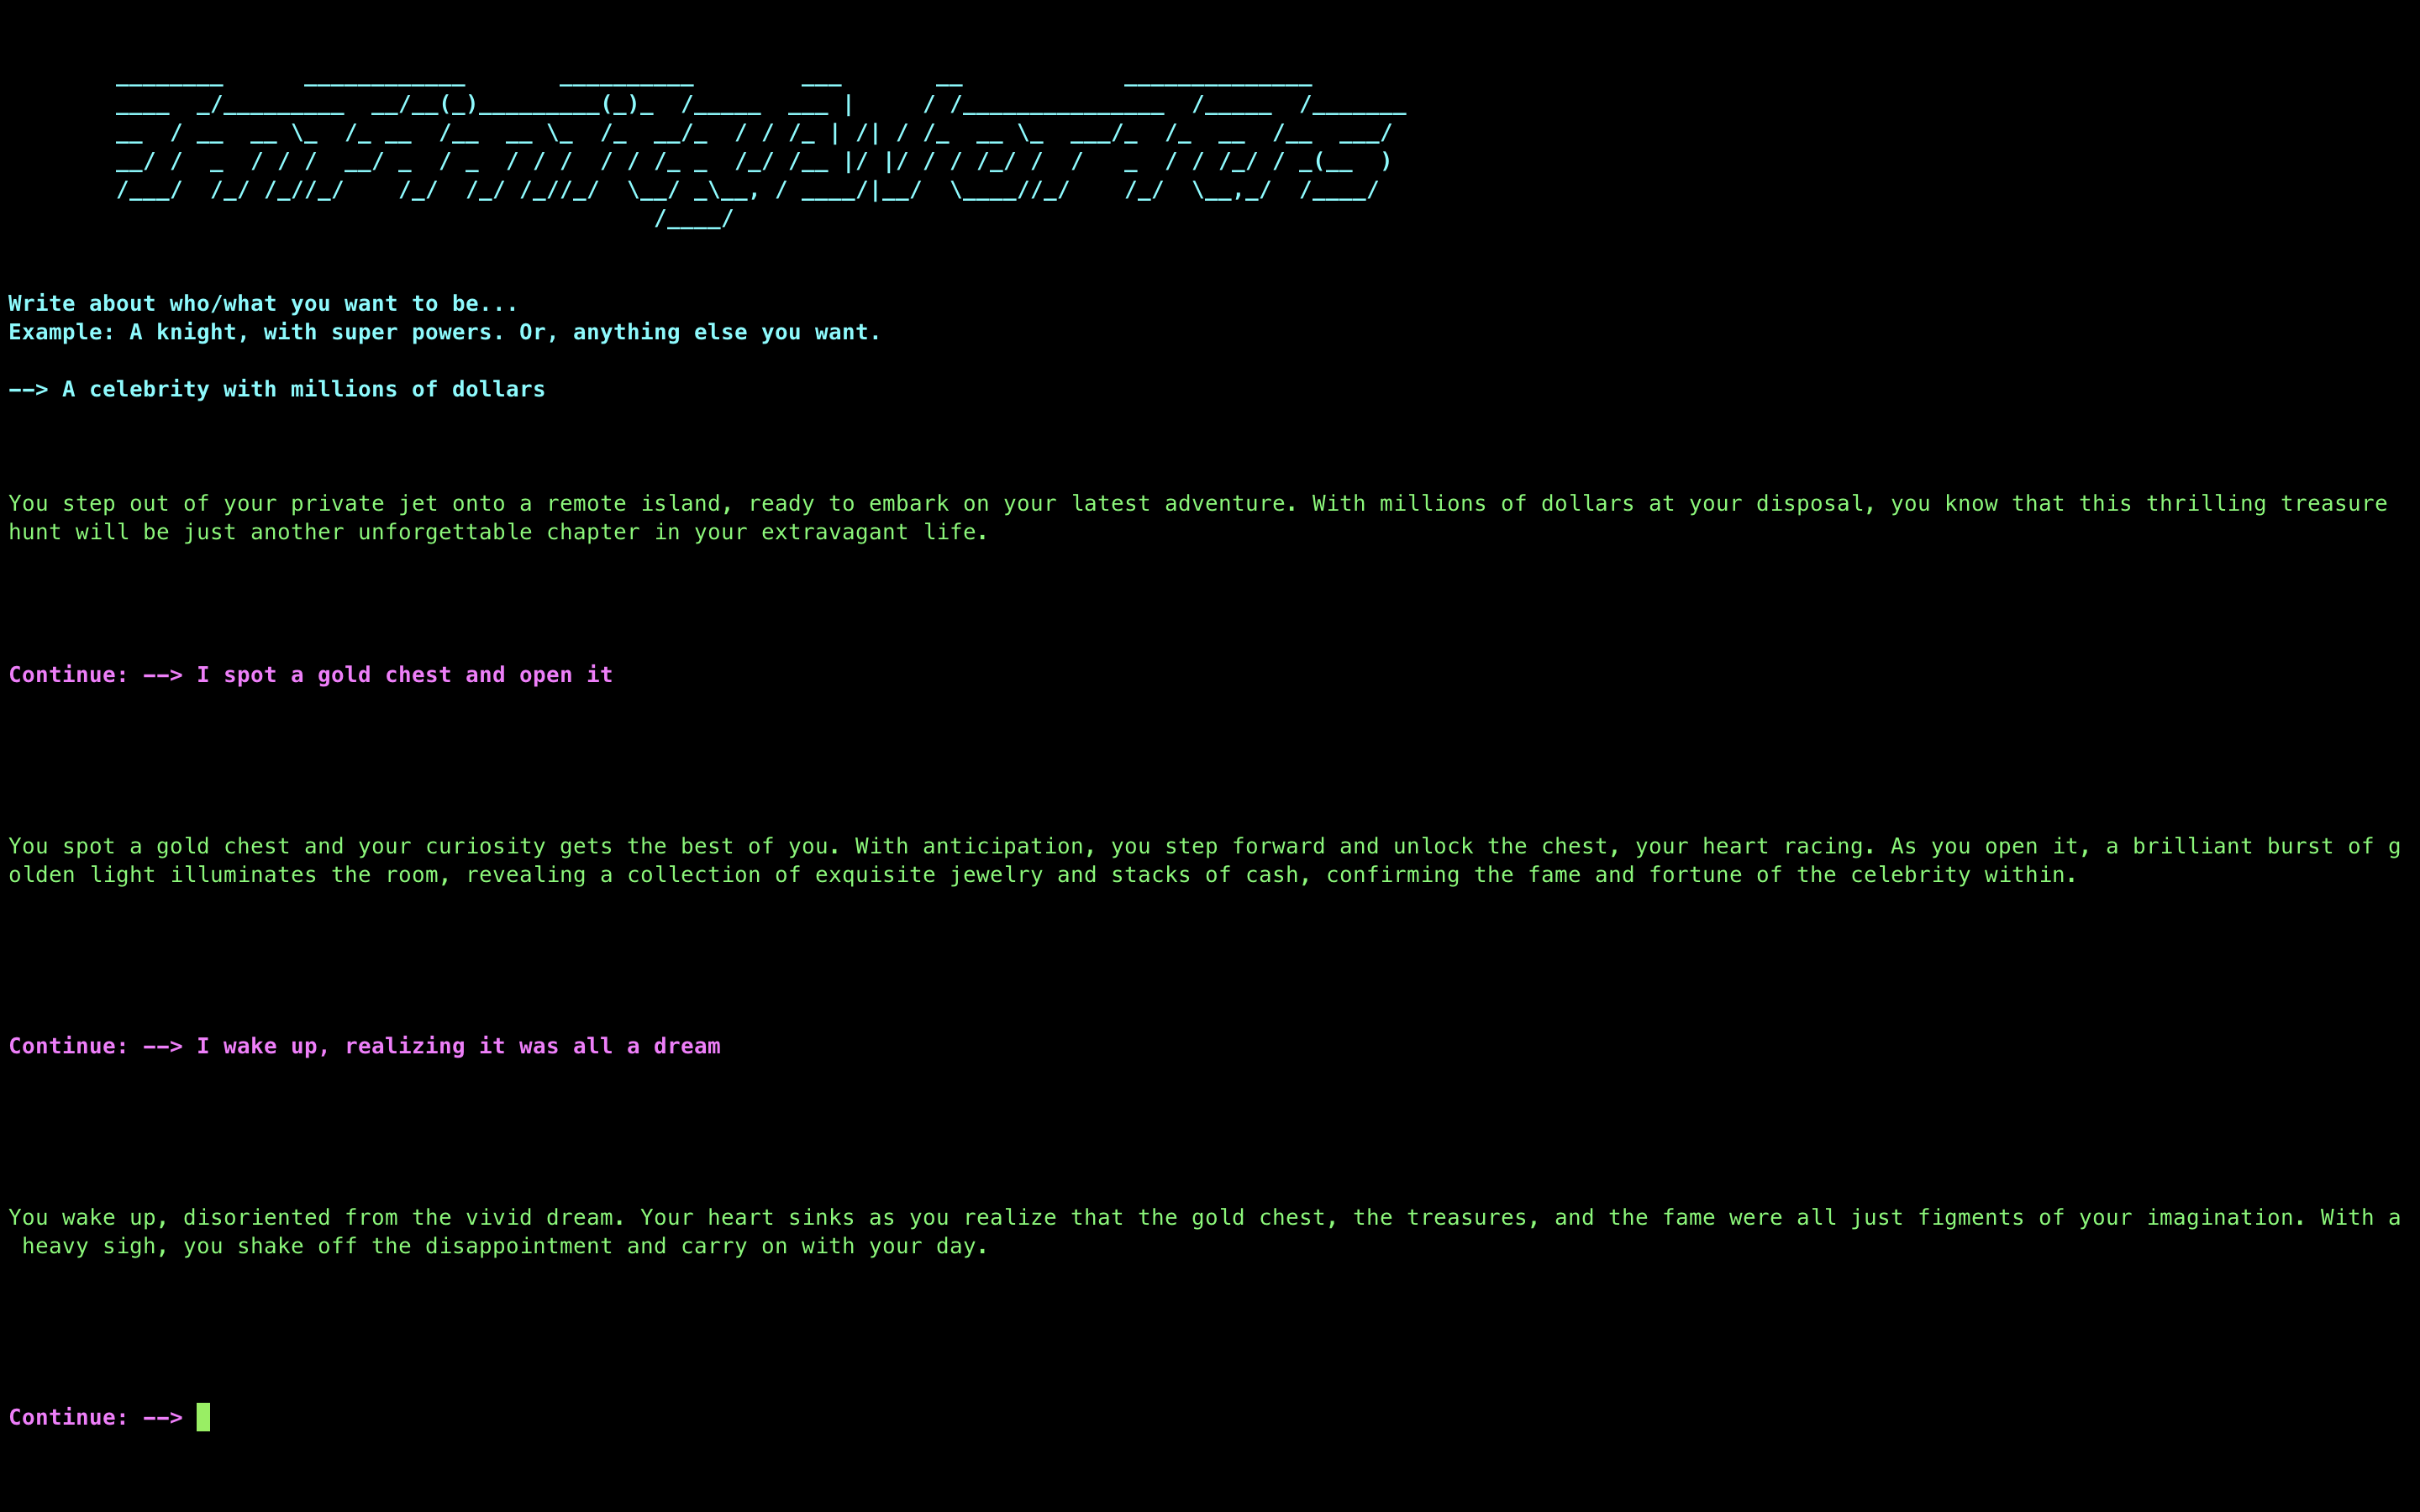 InfinityWorlds
Write about who/what you want to be...
Example: A knight, with super powers. Or, anything else you want.
--> A celebrity with millions of dollars
You step out of your private jet onto a remote island, ready to embark on your latest adventure. With millions of dollars at your disposal, you know that this thrilling treasure
hunt will be just another unforgettable chapter in your extravagant life.
Continue: --> I spot a gold chest and open it
You spot a gold chest and your curiosity gets the best of you. With anticipation, you step forward and unlock the chest, your heart racing. As you open it, a brilliant burst of g
olden light illuminates the room, revealing a collection of exquisite jewelry and stacks of cash, confirming the fame and fortune of the celebrity within.
Continue: --> I wake up, realizing it was all a dream
You wake up, disoriented from the vivid dream. Your heart sinks as you realize that the gold chest, the treasures, and the fame were all just figments of your imagination. With a
 heavy sigh, you shake off the disappointment and carry on with your day.
Continue: -->